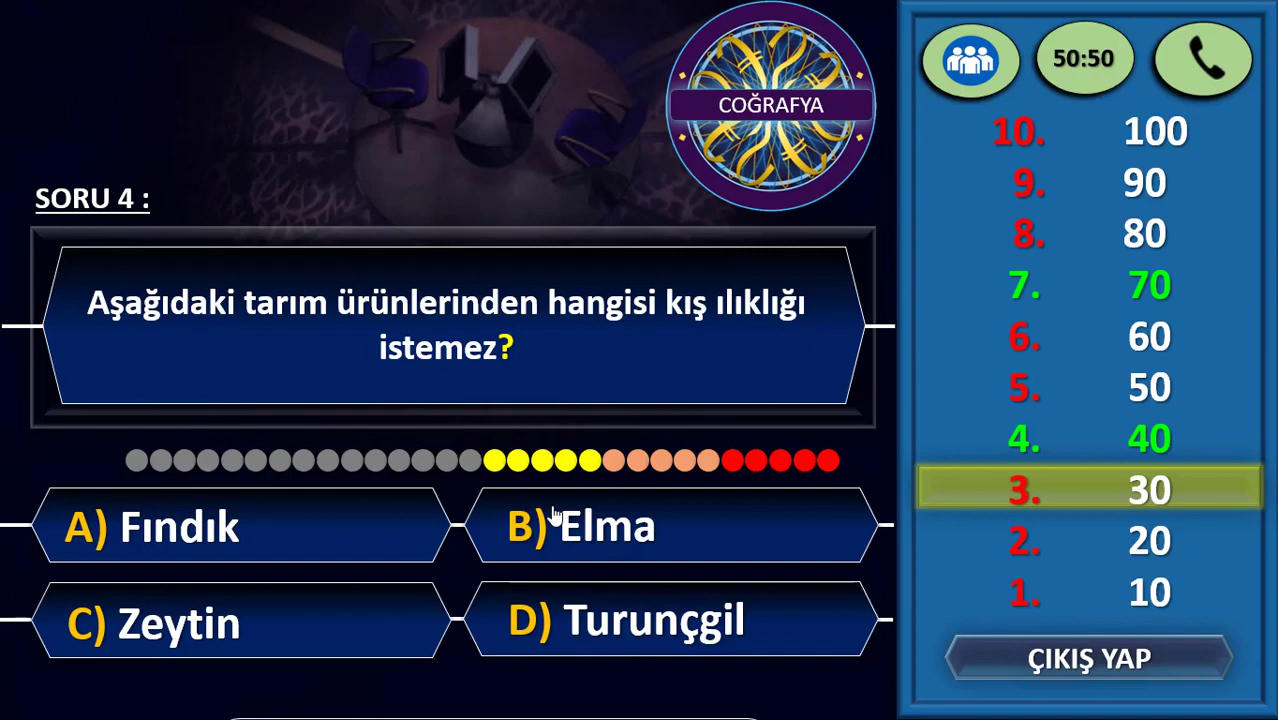 COĞRAFYA
SORU 4 :
Aşağıdaki tarım ürünlerinden hangisi kış ılıklığı
istemez?
A) Fındık
B) Elma
C) Zeytin
D) Turunçgil
50:50
10. 100
9. 90
8. 80
7. 70
6. 60
5. 50
4. 40
3. 30
2. 20
1. 10
ÇIKIŞ YAP